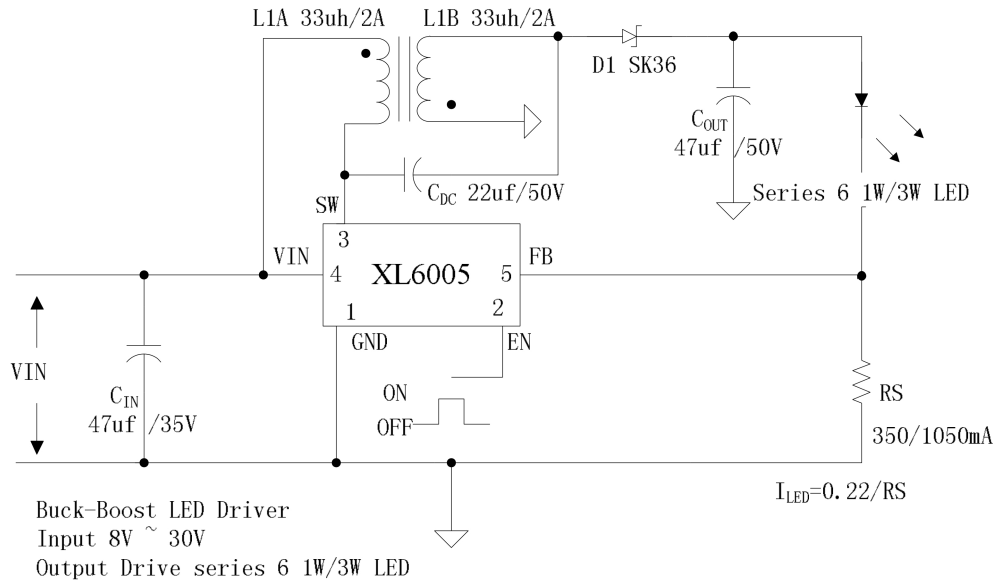 L1A 33uh/2A
L1B 33uh/2A
D1 SK36
COUT
47uf /50V
CDC 22uf/50V
Series 6 1W/3W LED
SW
3
VIN
FB
4
XL6005
5
1
2
GND
EN
VIN
CIN
47uf /35V
ON
OFF
RS
350/1050mA
ILED=0.22/RS
Buck-Boost LED Driver
Input 8V ~ 30V
Output Drive series 6 1W/3W LED